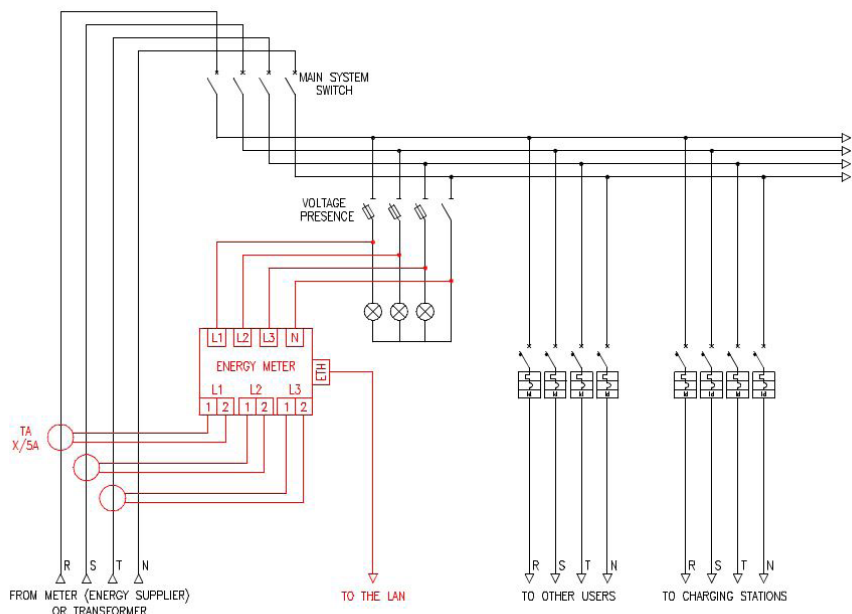 MAIN SYSTEM
SWITCH
VOLTAGE
PRESENCE
L1 L2 L3 N
ENERGY METER
ETH
L1 L2 L3
1 2 1 2 1 2
TA
X/5A
R S T N
FROM METER (ENERGY SUPPLIER)
OR TRANSFORMER
TO THE LAN
R S T N
TO OTHER USERS
R S T N
TO CHARGING STATIONS